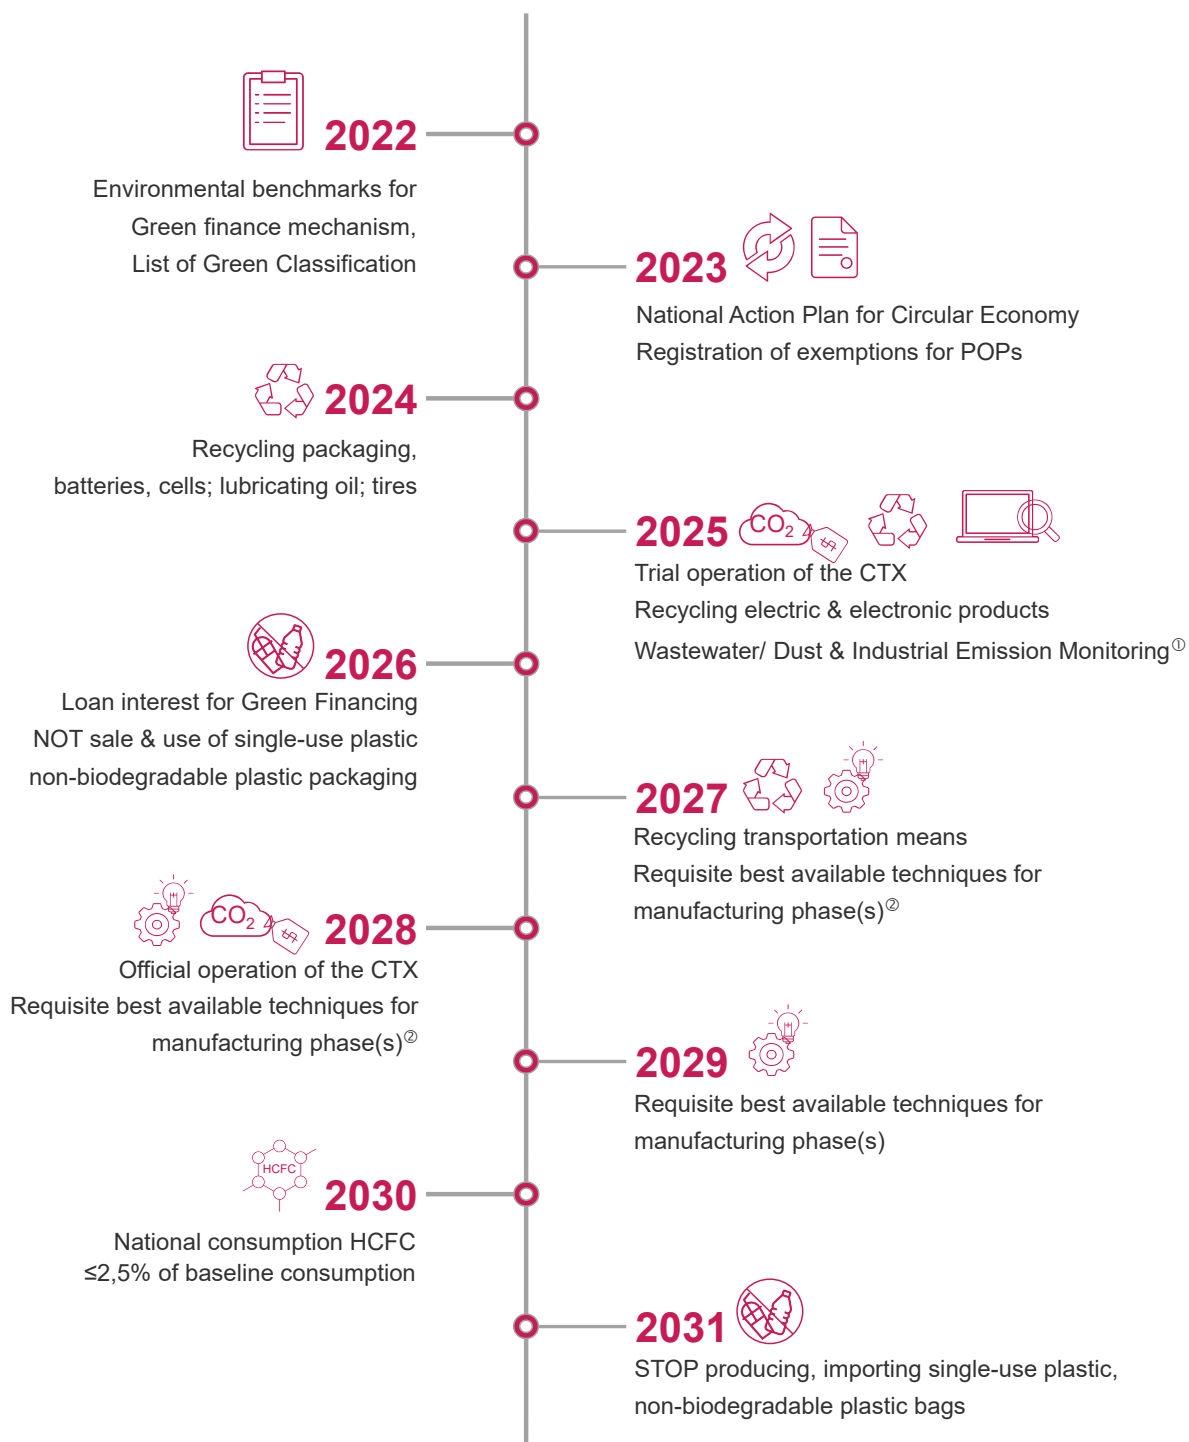 2022
Environmental benchmarks for
Green finance mechanism,
List of Green Classification
2023
National Action Plan for Circular Economy
Registration of exemptions for POPs
2024
Recycling packaging,
batteries, cells; lubricating oil; tires
2025
CO2
Trial operation of the CTX
Recycling electric & electronic products
Wastewater/ Dust & Industrial Emission Monitoring①
2026
Loan interest for Green Financing
NOT sale & use of single-use plastic
non-biodegradable plastic packaging
2027
Recycling transportation means
Requisite best available techniques for
manufacturing phase(s)②
CO2
2028
Official operation of the CTX
Requisite best available techniques for
manufacturing phase(s)②
2029
Requisite best available techniques for
manufacturing phase(s)
HCFC
2030
National consumption HCFC
≤2,5% of baseline consumption
2031
STOP producing, importing single-use plastic,
non-biodegradable plastic bags